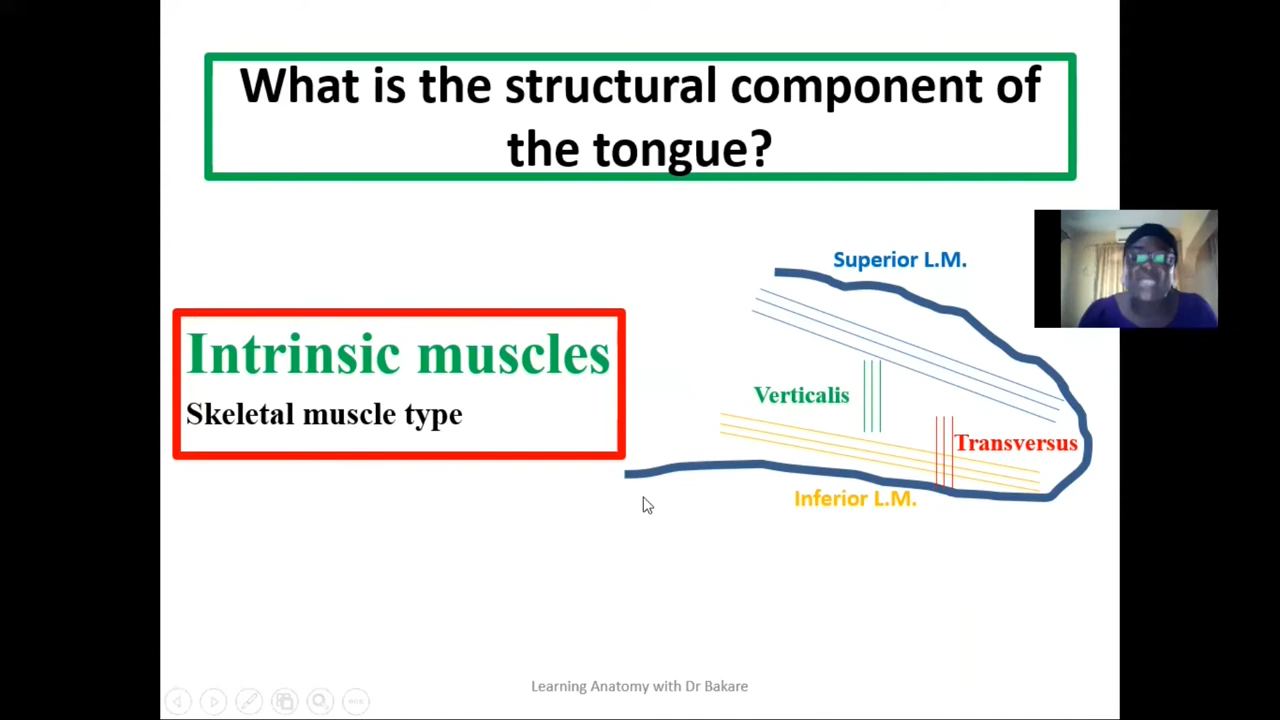 What is the structural component of
the tongue?
Superior L.M.
Intrinsic muscles
Skeletal muscle type
Verticalis
Transversus
Inferior L.M.
Learning Anatomy with Dr Bakare